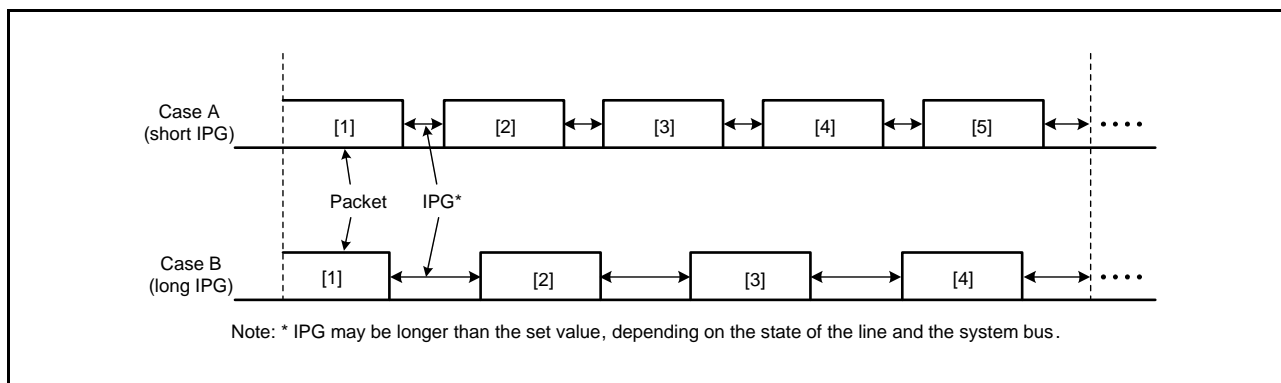 Case A
(short IPG)
[1]
[2]
[3]
[4]
[5]
Packet
IPG*
Case B
(long IPG)
[1]
[2]
[3]
[4]
Note: * IPG may be longer than the set value, depending on the state of the line and the system bus.